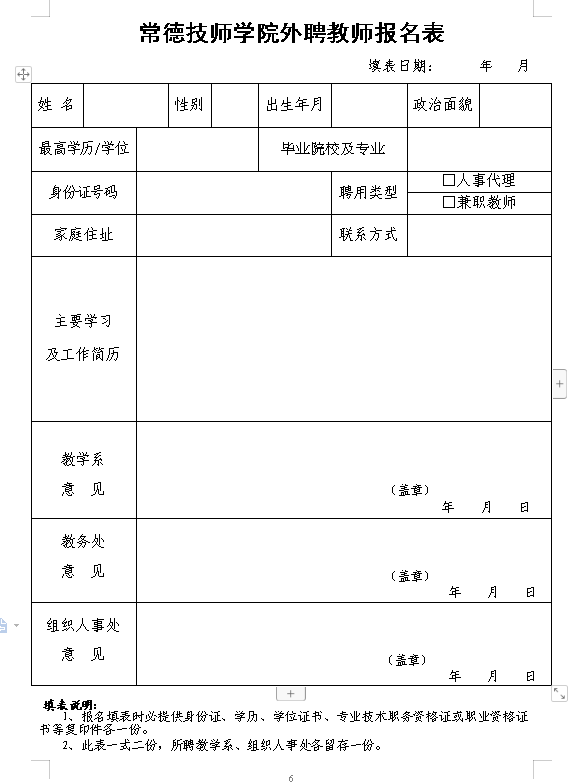 常德技师学院外聘教师报名表
填表日期： 年 月
姓 名 性别 出生年月 政治面貌
最高学历/学位 毕业院校及专业
身份证号码 聘用类型 □人事代理
□兼职教师
家庭住址 联系方式
主要学习
及工作简历
教学系
意 见 （盖章）
年 月 日
教务处
意 见 （盖章）
年 月 日
组织人事处
意 见 （盖章）
年 月 日
填表说明：
1、报名填表时必提供身份证、学历、学位证书、专业技术职务资格证或职业资格证
书等复印件各一份。
2、此表一式二份，所聘教学系、组织人事处各留存一份。
6